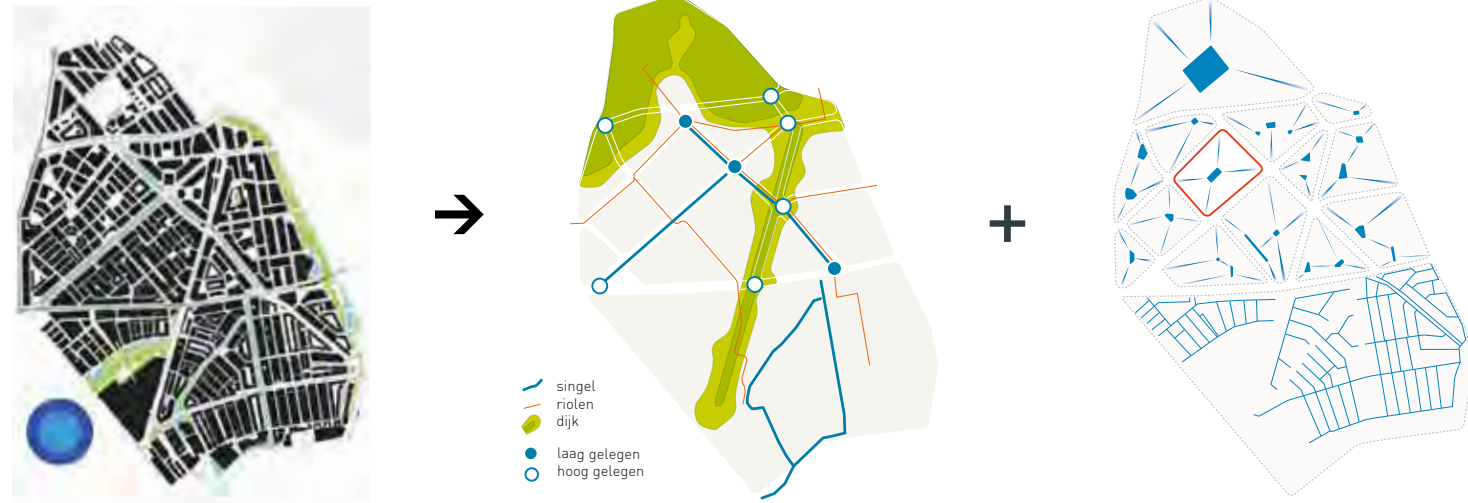 singel
riolen
dijk
laag gelegen
hoog gelegen